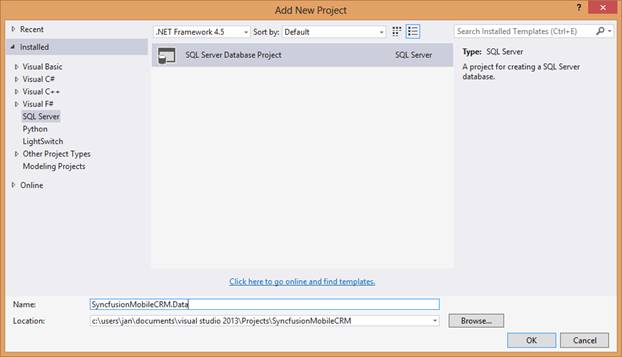 Add New Project
? ×
Recent
Installed
Visual Basic
Visual C#
Visual C++
Visual F#
SQL Server
Python
LightSwitch
Other Project Types
Modeling Projects
Online
.NET Framework 4.5 Sort by: Default
SQL Server Database Project SQL Server
Click here to go online and find templates.
Search Installed Templates (Ctrl+E)
Type: SQL Server
A project for creating a SQL Server
database.
Name: SyncfusionMobileCRM.Data
Location: c:\users\jan\documents\visual studio 2013\Projects\SyncfusionMobileCRM Browse...
OK Cancel